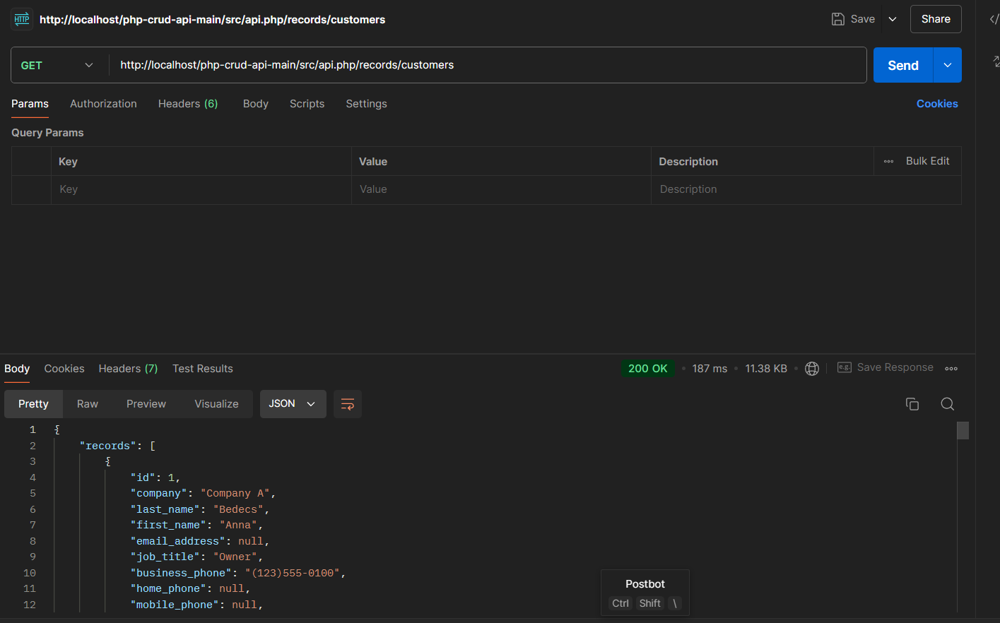 HTTP http://localhost/php-crud-api-main/src/api.php/records/customers Save Share </>
GET http://localhost/php-crud-api-main/src/api.php/records/customers Send
Params Authorization Headers (6) Body Scripts Settings Cookies
Query Params
Key Value Description Bulk Edit
Key Value Description
Body Cookies Headers (7) Test Results 200 OK • 187 ms • 11.38 KB • e.g. Save Response
Pretty Raw Preview Visualize JSON
1 {
2 "records": [
3 {
4 "id": 1,
5 "company": "Company A",
6 "last_name": "Bedecs",
7 "first_name": "Anna",
8 "email_address": null,
9 "job_title": "Owner",
10 "business_phone": "(123)555-0100",
11 "home_phone": null,
12 "mobile_phone": null,
Postbot
Ctrl Shift \